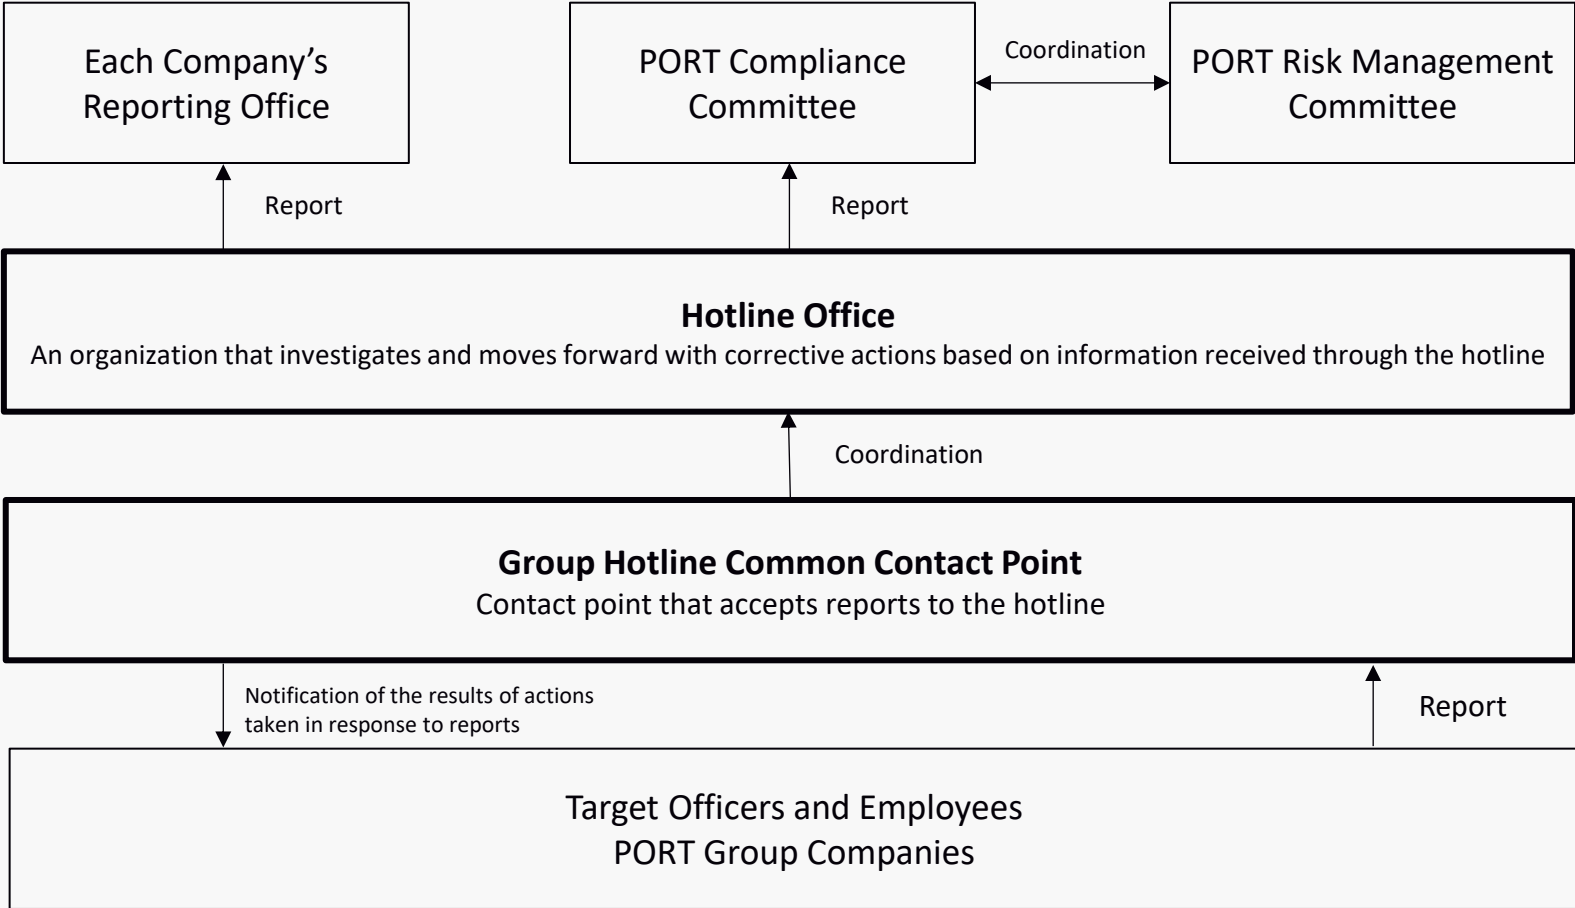 Each Company’s
Reporting Office
PORT Compliance
Committee
Coordination
PORT Risk Management
Committee
Report
Report
Hotline Office
An organization that investigates and moves forward with corrective actions based on information received through the hotline
Coordination
Group Hotline Common Contact Point
Contact point that accepts reports to the hotline
Notification of the results of actions
taken in response to reports
Report
Target Officers and Employees
PORT Group Companies